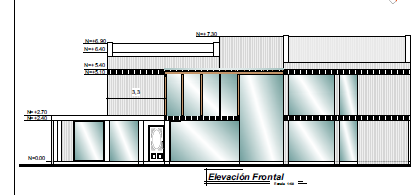 N=+7.30
N=+6.90
N=+6.40
N=+5.40
N=+5.10
3,3
N=+2.70
N=+2.40
N=0.00
Elevación Frontal